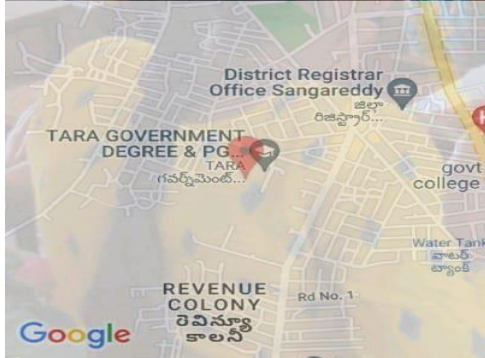 District Registrar
Office Sangareddy
జిల్లా
రిజిస్ట్రార్...
TARA GOVERNMENT
DEGREE & PG...
TARA
గవర్నమెంట్...
govt
college
Water Tank
వాటర్
ట్యాంక్
REVENUE
COLONY
రెవిన్యూ
కాలనీ
Rd No. 1
Google